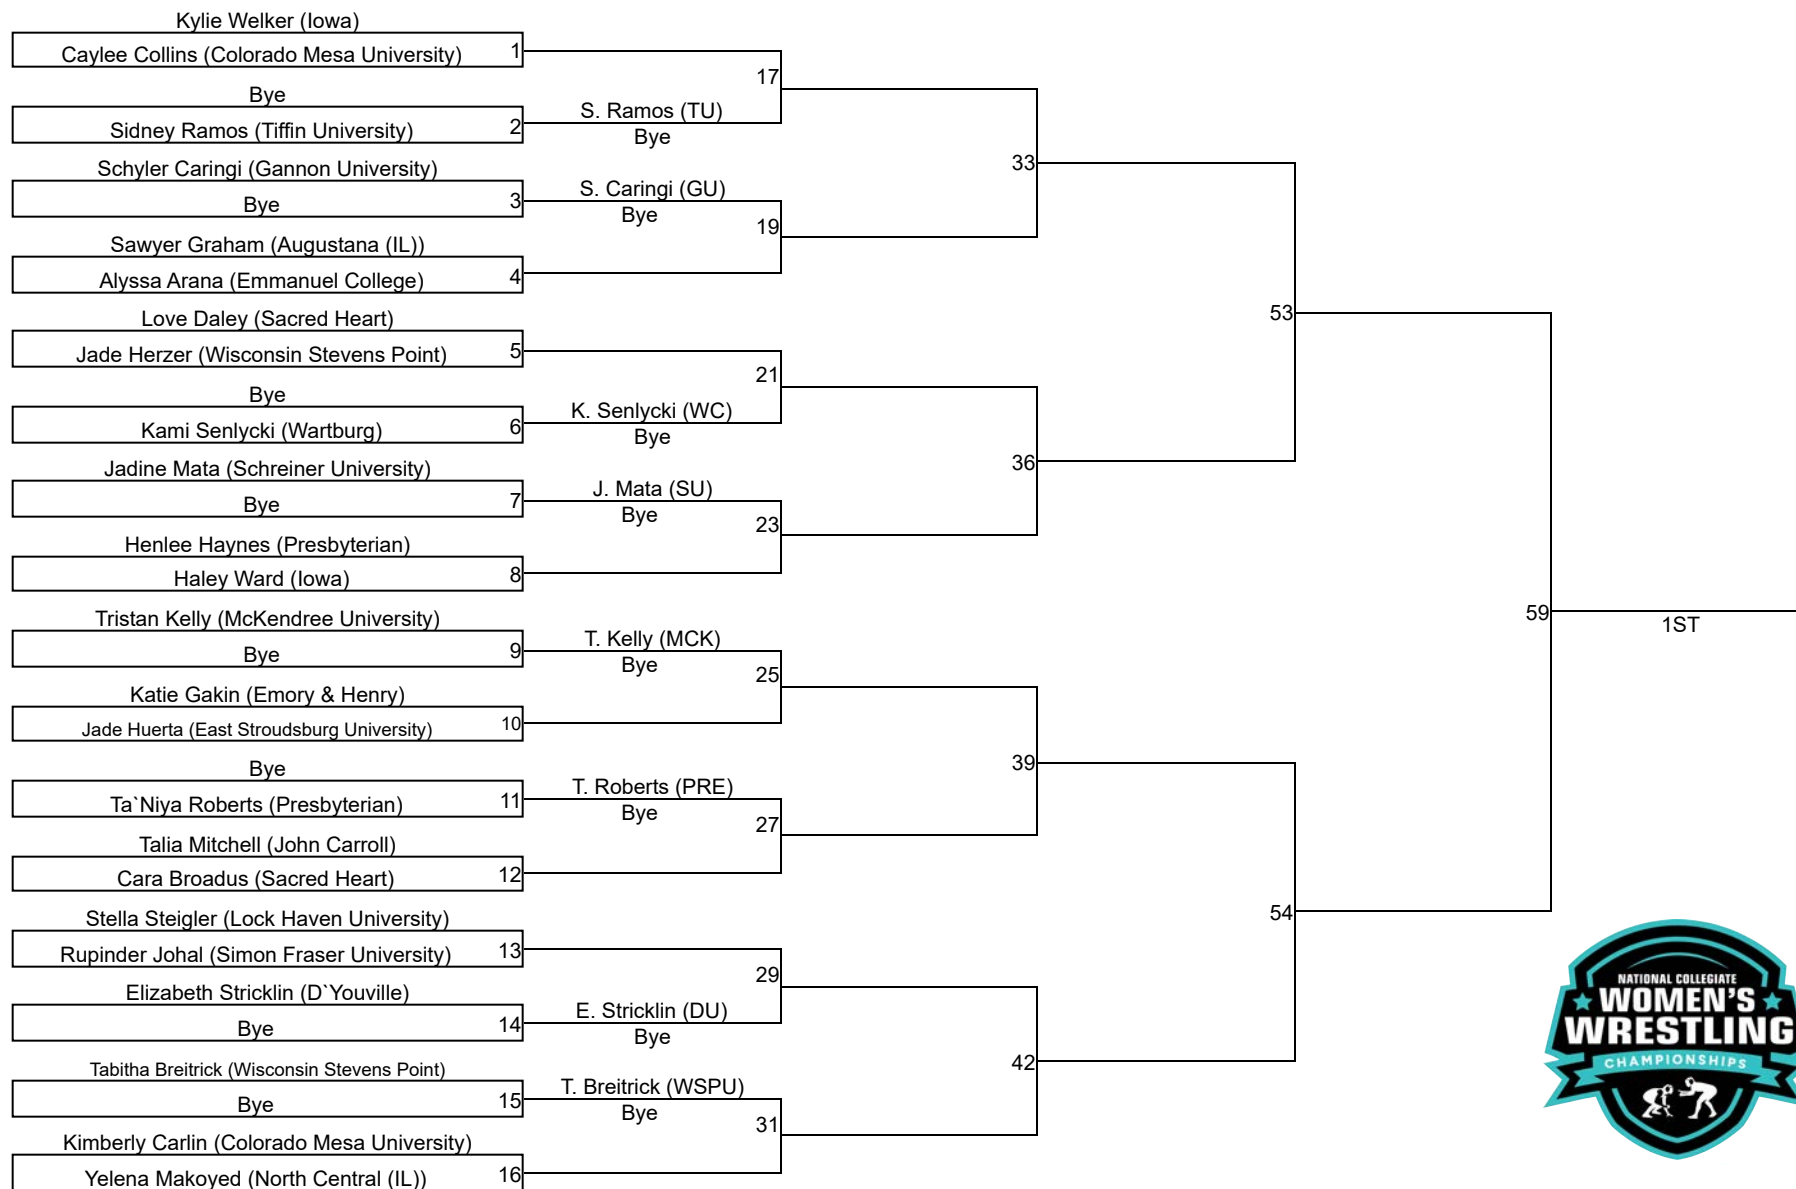 Kylie Welker (Iowa)
Caylee Collins (Colorado Mesa University) 1
Bye
Sidney Ramos (Tiffin University) 2
Schyler Caringi (Gannon University)
Bye 3
Sawyer Graham (Augustana (IL))
Alyssa Arana (Emmanuel College) 4
Love Daley (Sacred Heart)
Jade Herzer (Wisconsin Stevens Point) 5
Bye
Kami Senlycki (Wartburg) 6
Jadine Mata (Schreiner University)
Bye 7
Henlee Haynes (Presbyterian)
Haley Ward (Iowa) 8
Tristan Kelly (McKendree University)
Bye 9
Katie Gakin (Emory & Henry)
Jade Huerta (East Stroudsburg University) 10
Bye
Ta`Niya Roberts (Presbyterian) 11
Talia Mitchell (John Carroll)
Cara Broadus (Sacred Heart) 12
Stella Steigler (Lock Haven University)
Rupinder Johal (Simon Fraser University) 13
Elizabeth Stricklin (D`Youville)
Bye 14
Tabitha Breitrick (Wisconsin Stevens Point)
Bye 15
Kimberly Carlin (Colorado Mesa University)
Yelena Makoyed (North Central (IL)) 16
17
S. Ramos (TU)
Bye
S. Caringi (GU)
Bye
19
21
K. Senlycki (WC)
Bye
J. Mata (SU)
Bye
23
T. Kelly (MCK)
Bye
25
T. Roberts (PRE)
Bye
27
29
E. Stricklin (DU)
Bye
T. Breitrick (WSPU)
Bye
31
33
36
39
42
53
54
59
1ST
NATIONAL COLLEGIATE
WOMEN'S
WRESTLING
CHAMPIONSHIPS